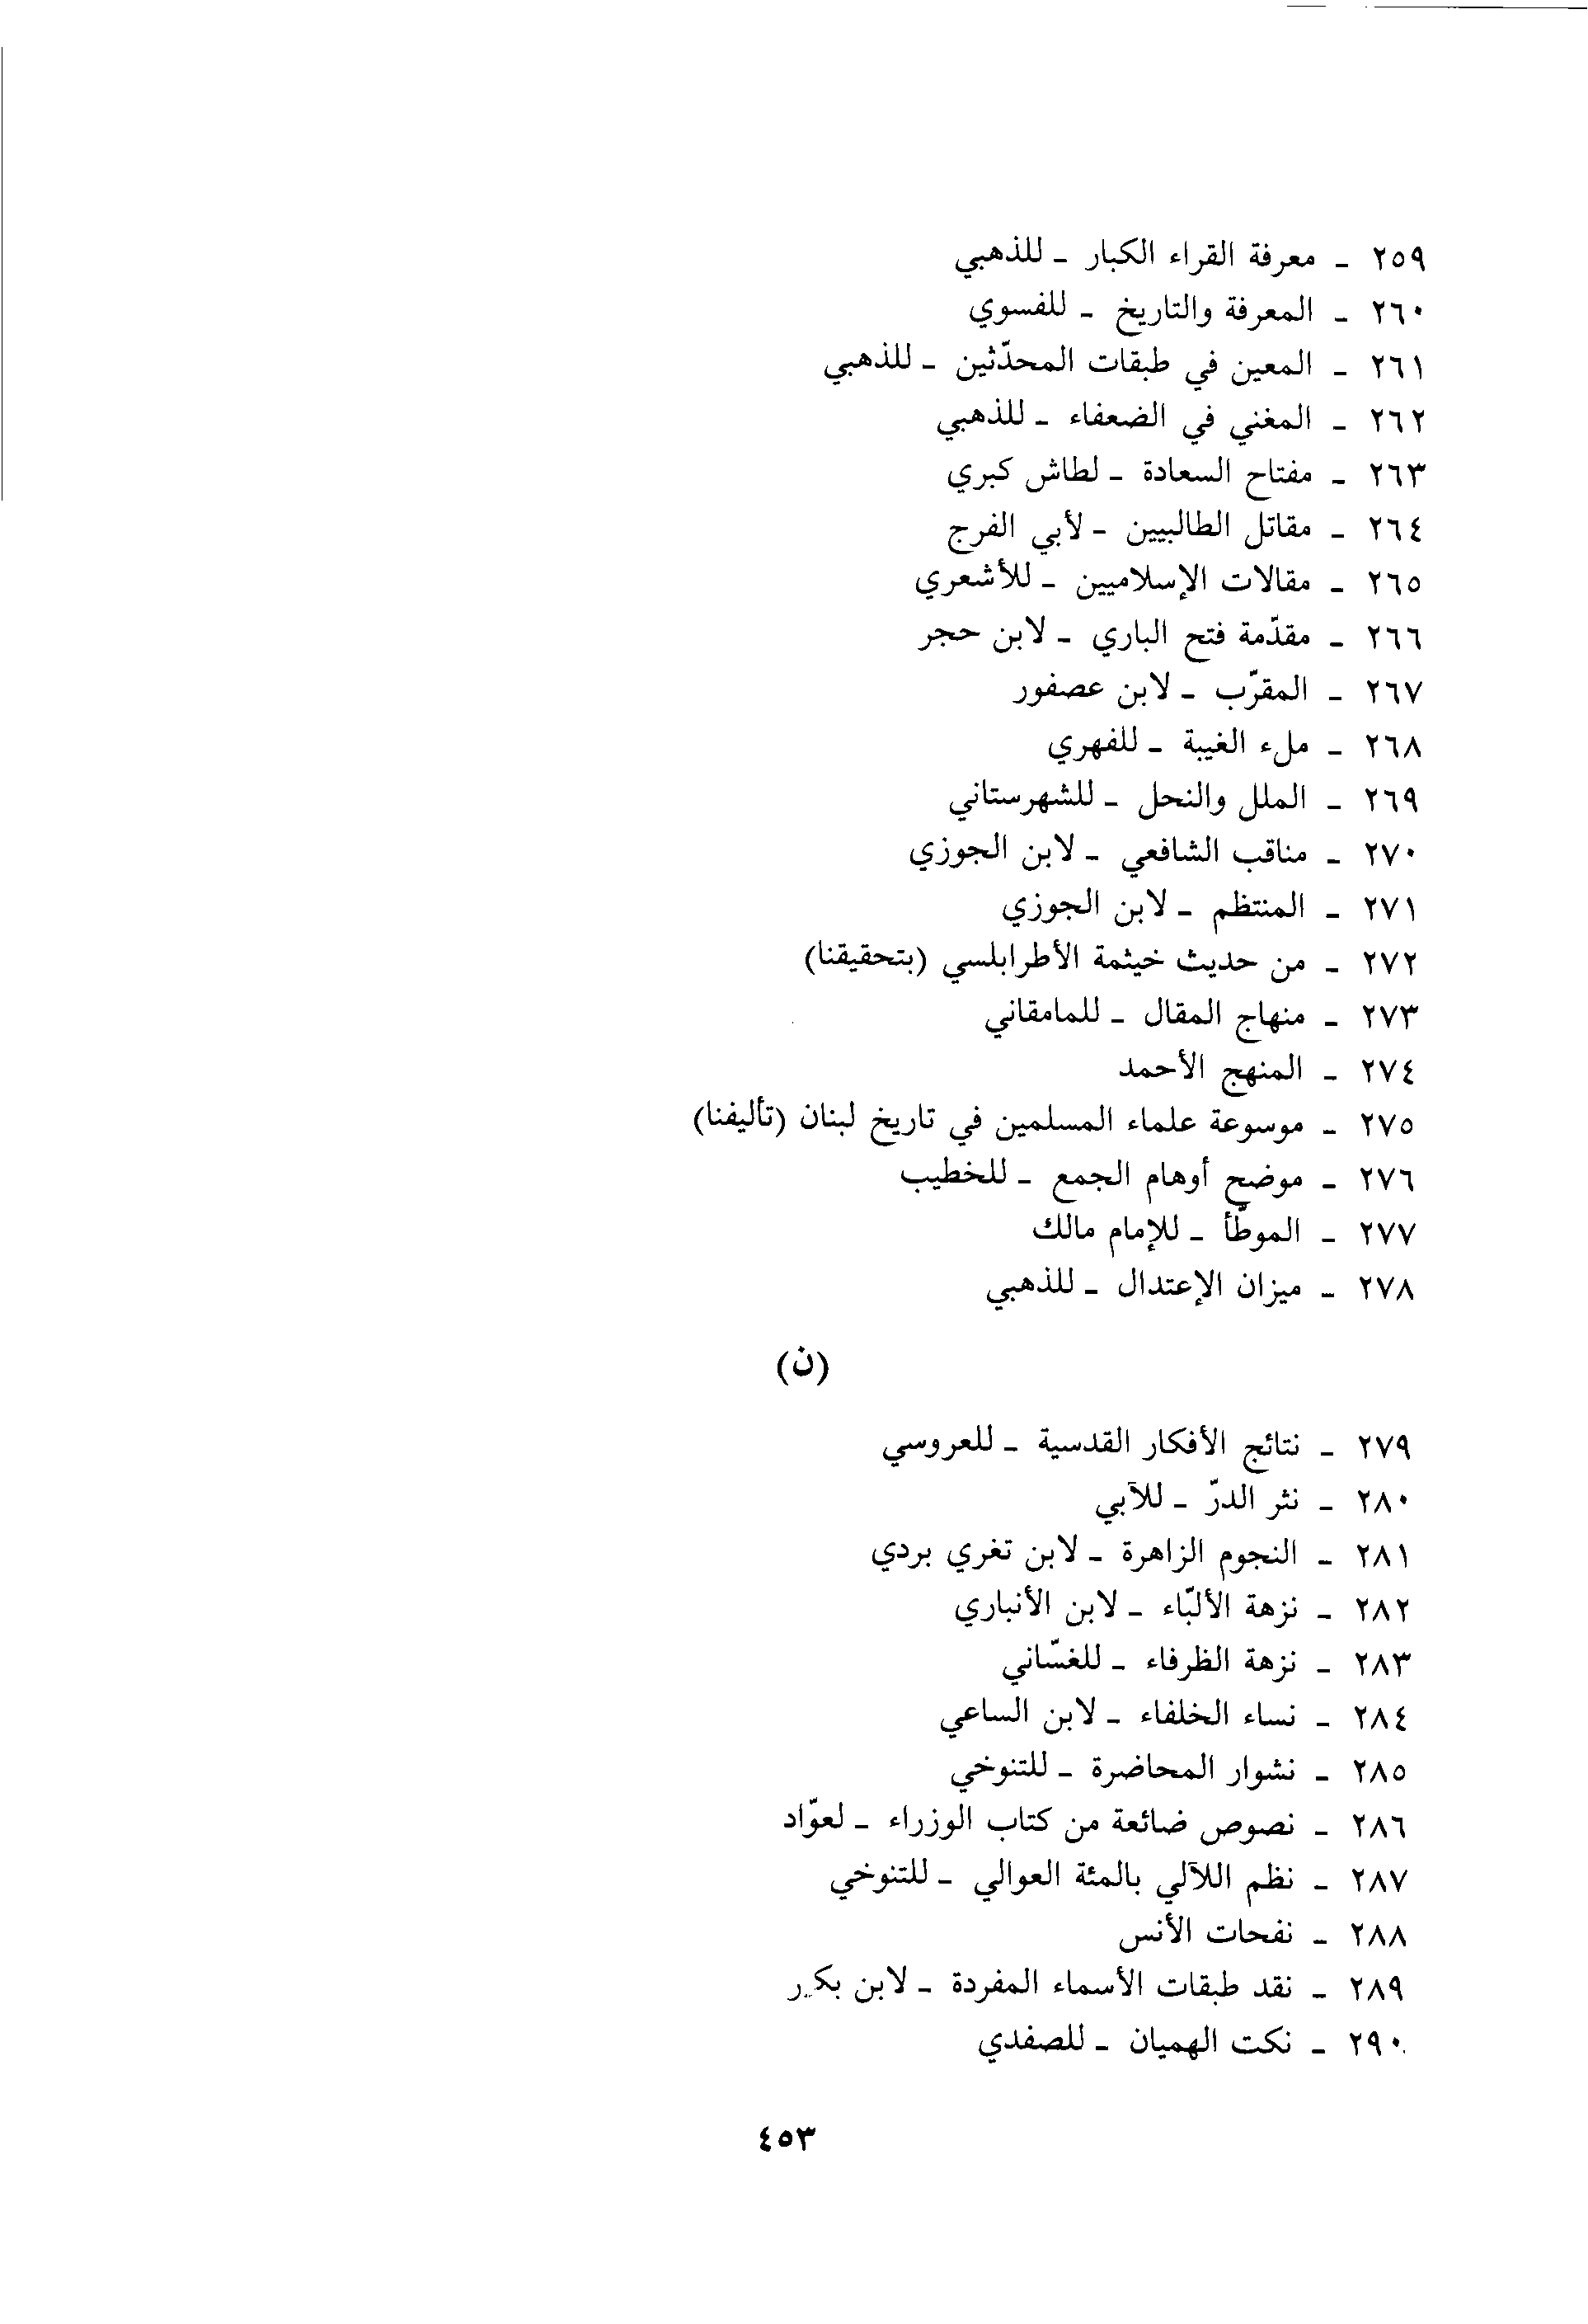 ٢٥٩ - معرفة القراء الكبار - للذهبي
٢٦٠ - المعرفة والتاريخ - للفسوي
٢٦١ - المعين في طبقات المحدّثين - للذهبي
٢٦٢ - المغني في الضعفاء - للذهبي
٢٦٣ - مفتاح السعادة - لطاش كبري
٢٦٤ - مقاتل الطالبيين - لأبي الفرج
٢٦٥ - مقالات الإسلاميين - للأشعري
٢٦٦ - مقدّمة فتح الباري - لابن حجر
٢٦٧ - المقرّب - لابن عصفور
٢٦٨ - ملء الغيبة - للفهري
٢٦٩ - الملل والنحل - للشهرستاني
٢٧٠ - مناقب الشافعي - لابن الجوزي
٢٧١ - المنتظم - لابن الجوزي
٢٧٢ - من حديث خيثمة الأطرابلسي (بتحقيقنا)
٢٧٣ - منهاج المقال - للمامقاني
٢٧٤ - المنهج الأحمد
٢٧٥ - موسوعة علماء المسلمين في تاريخ لبنان (تأليفنا)
٢٧٦ - موضح أوهام الجمع - للخطيب
٢٧٧ - الموطّأ - للإمام مالك
٢٧٨ - ميزان الإعتدال - للذهبي
(ن)
٢٧٩ - نتائج الأفكار القدسية - للعروسي
٢٨٠ - نثر الدرّ - للآبي
٢٨١ - النجوم الزاهرة - لابن تغري بردي
٢٨٢ - نزهة الألبّاء - لابن الأنباري
٢٨٣ - نزهة الظرفاء - للغسّاني
٢٨٤ - نساء الخلفاء - لابن الساعي
٢٨٥ - نشوار المحاضرة - للتنوخي
٢٨٦ - نصوص ضائعة من كتاب الوزراء - لعوّاد
٢٨٧ - نظم اللآلي بالمئة العوالي - للتنوخي
٢٨٨ - نفحات الأنس
٢٨٩ - نقد طبقات الأسماء المفردة - لابن
٢٩٠ - نكت الهميان - للصفدي
٤٥٣